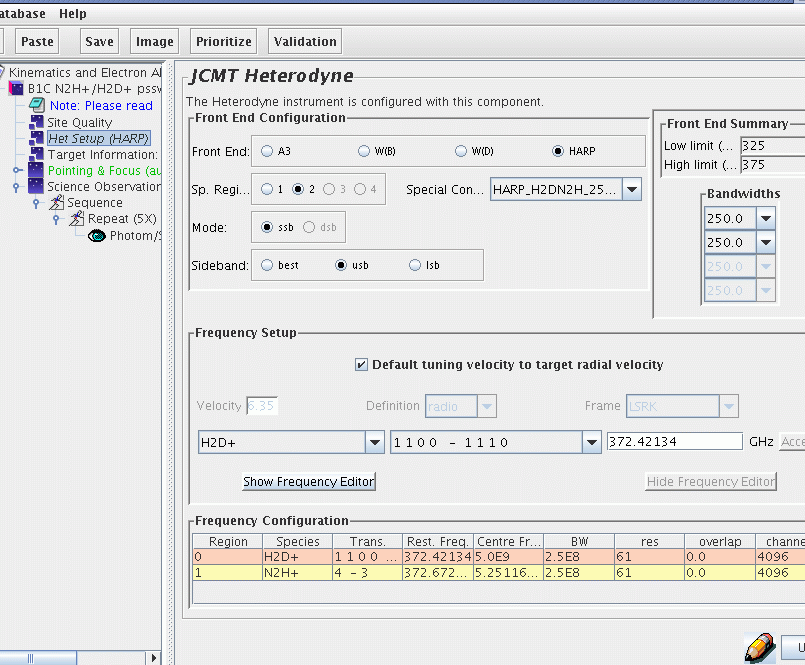 atabase Help
Paste Save Image Prioritize Validation
Kinematics and Electron Al
B1C N2H+/H2D+ pssw
Note: Please read
Site Quality
Het Setup (HARP)
Target Information:
Pointing & Focus (au
Science Observation
Sequence
Repeat (5X)
Photom/S
JCMT Heterodyne
The Heterodyne instrument is configured with this component.
Front End Configuration
Front End: A3 W(B) W(D) HARP
Sp. Regi... 1 2 3 4 Special Con... HARP_H2DN2H_25...
Mode: ssb dsb
Sideband: best usb lsb
Front End Summary
Low limit (... 325
High limit (... 375
Bandwidths
250.0
250.0
250.0
250.0
Frequency Setup
Default tuning velocity to target radial velocity
Velocity 6.35 Definition radio Frame LSRK
H2D+ 1 1 0 0 - 1 1 1 0 372.42134 GHz Acce
Show Frequency Editor Hide Frequency Editor
Frequency Configuration
Region Species Trans. Rest. Freq. Centre Fr... BW res overlap channe
0 H2D+ 1 1 0 0 ... 372.42134 5.0E9 2.5E8 61 0.0 4096
1 N2H+ 4 - 3 372.672... 5.25116... 2.5E8 61 0.0 4096
U